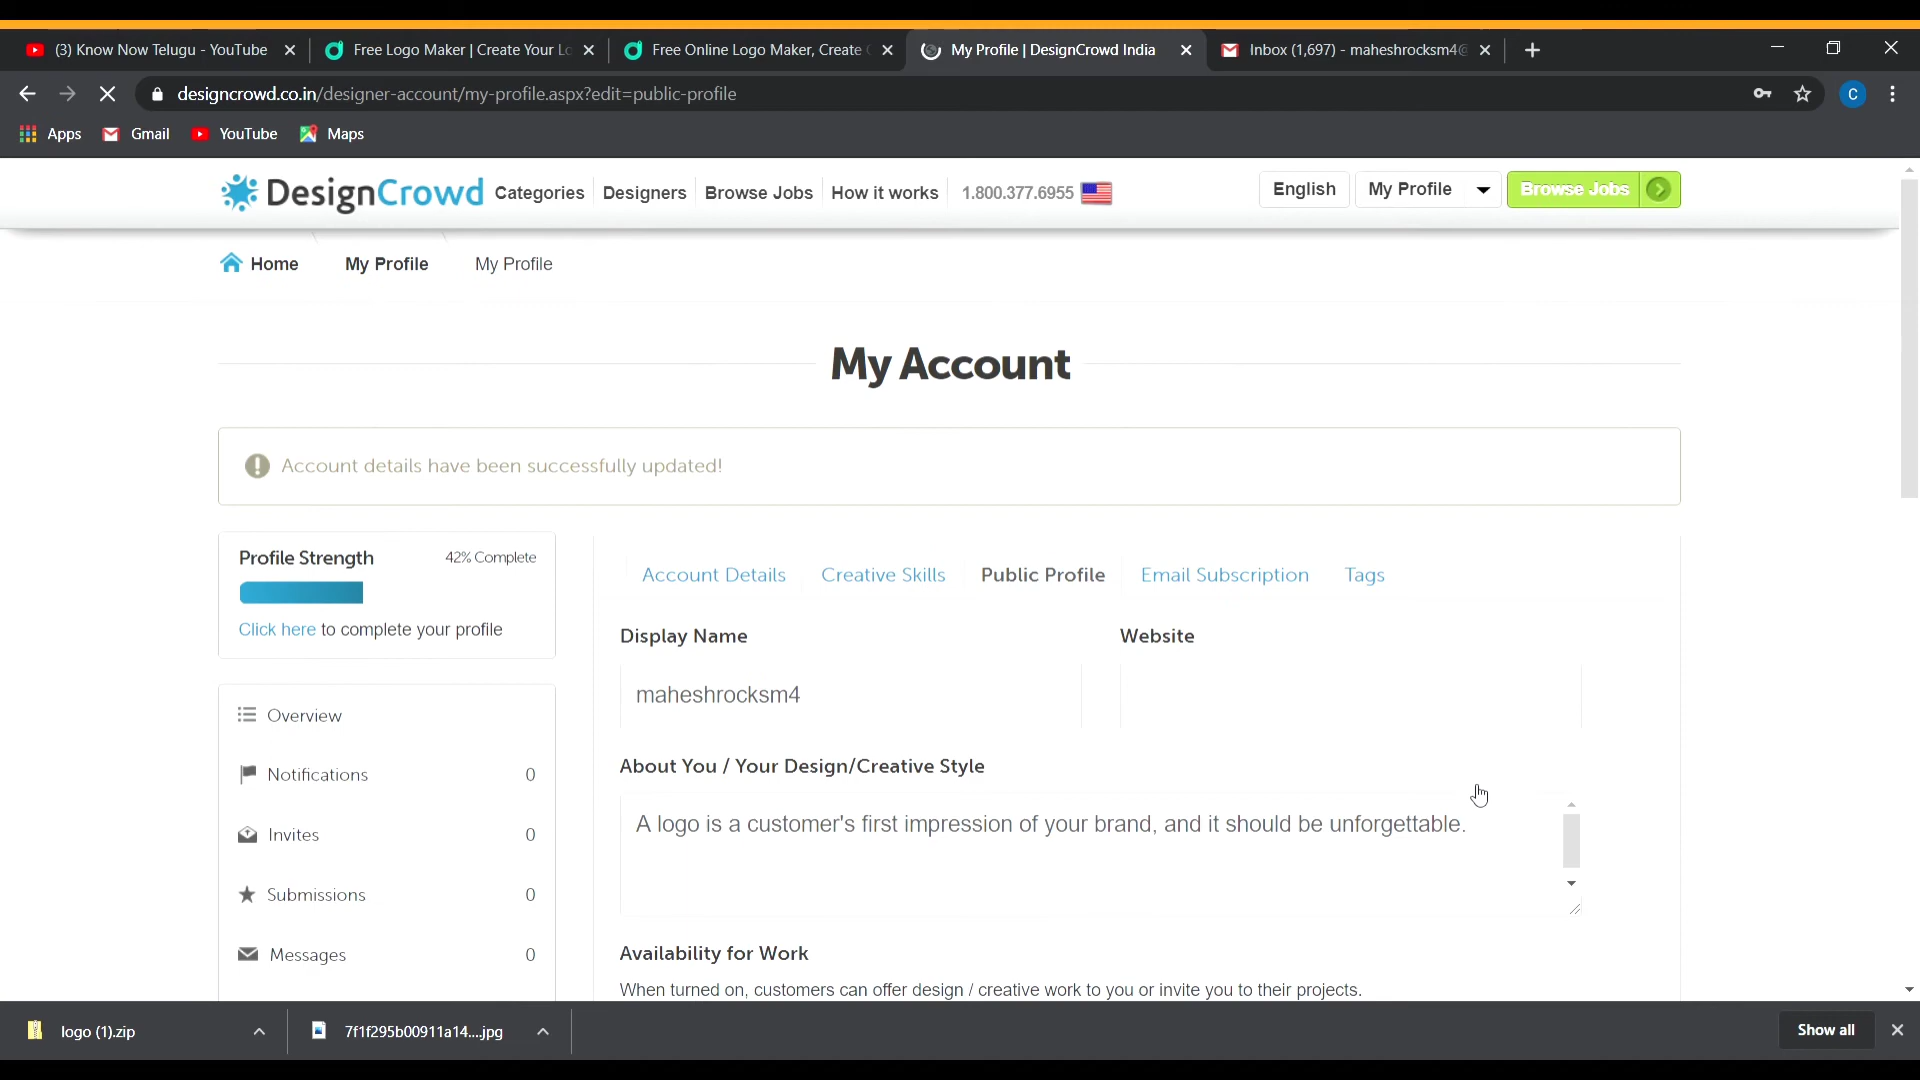 (3) Know Now Telugu - YouTube
Free Logo Maker | Create Your Lo
Free Online Logo Maker, Create
My Profile | DesignCrowd India
Inbox (1,697) - maheshrocksm4@
designcrowd.co.in/designer-account/my-profile.aspx?edit=public-profile
C
Apps
Gmail
YouTube
Maps
DesignCrowd
Categories
Designers
Browse Jobs
How it works
1.800.377.6955
English
My Profile
Browse Jobs
Home
My Profile
My Profile
My Account
Account details have been successfully updated!
Profile Strength
42% Complete
Click here to complete your profile
Overview
Notifications 0
Invites 0
Submissions 0
Messages 0
Account Details
Creative Skills
Public Profile
Email Subscription
Tags
Display Name
Website
maheshrocksm4
About You / Your Design/Creative Style
A logo is a customer's first impression of your brand, and it should be unforgettable.
Availability for Work
When turned on, customers can offer design / creative work to you or invite you to their projects.
logo (1).zip
7f1f295b00911a14....jpg
Show all